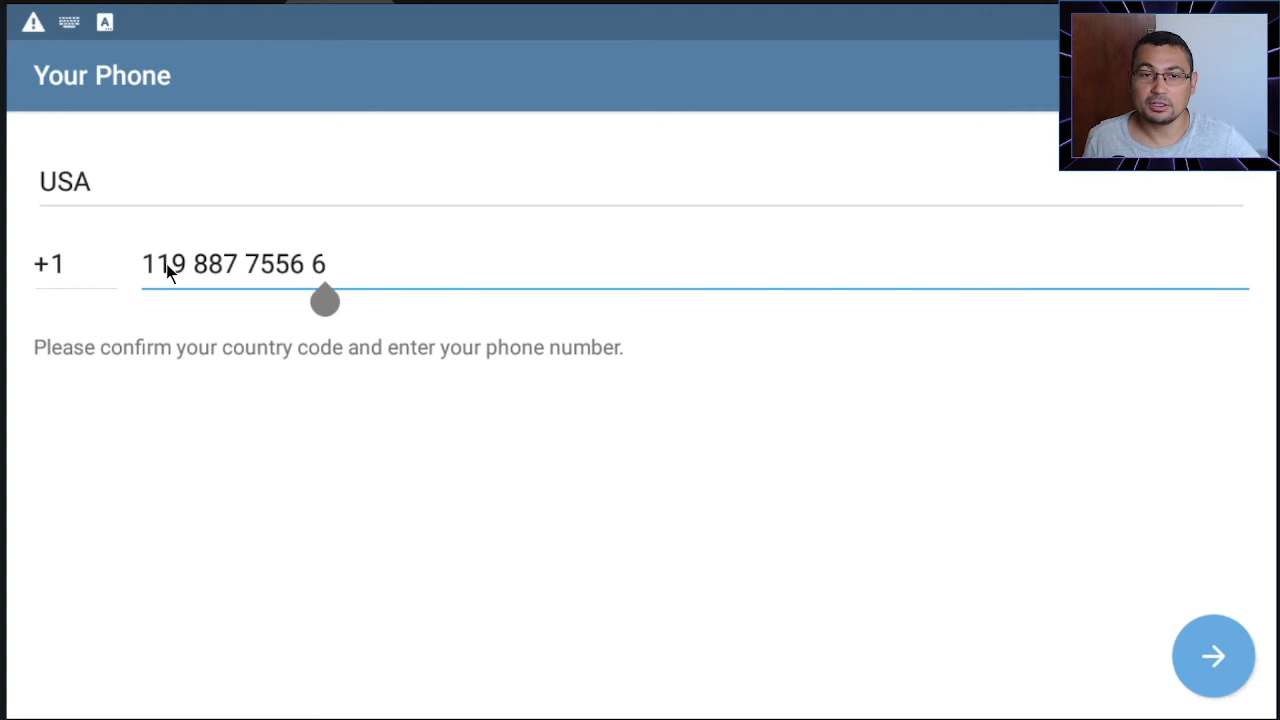 A
Your Phone
USA
+1 119 887 7556 6
Please confirm your country code and enter your phone number.